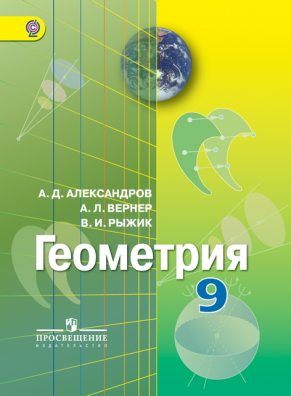 А. Д. АЛЕКСАНДРОВ
А. Л. ВЕРНЕР
В. И. РЫЖИК
Геометрия
9
ПРОСВЕЩЕНИЕ
ИЗДАТЕЛЬСТВО